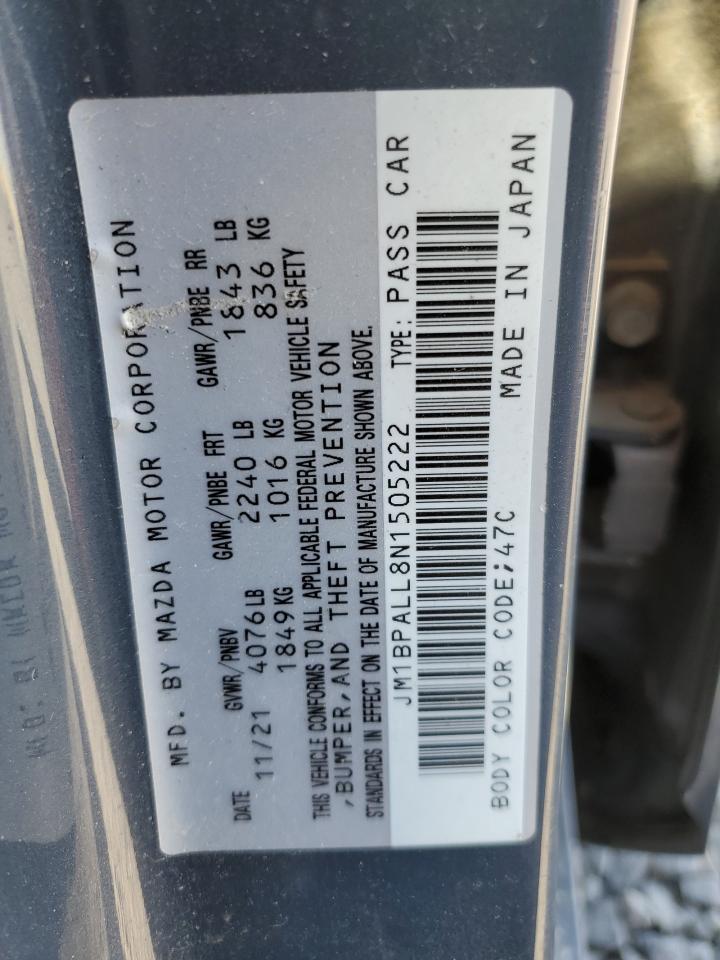 MFD. BY MAZDA MOTOR CORPORATION
DATE GVWR/PNBV GAWR/PNBE FRT GAWR/PNBE RR
11/21 4076LB 2240 LB 1843 LB
1849KG 1016 KG 836 KG
THIS VEHICLE CONFORMS TO ALL APPLICABLE FEDERAL MOTOR VEHICLE SAFETY
,BUMPER,AND THEFT PREVENTION
STANDARDS IN EFFECT ON THE DATE OF MANUFACTURE SHOWN ABOVE.
JM1BPALL8N1505222 TYPE: PASS CAR
BODY COLOR CODE;47C MADE IN JAPAN